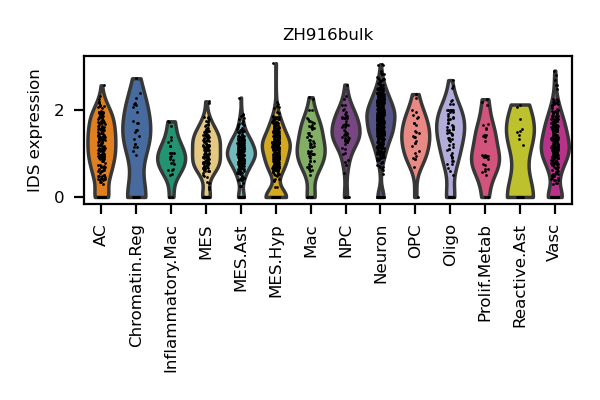 ZH916bulk
IDS expression
2
0
AC
Chromatin.Reg
Inflammatory.Mac
MES
MES.Ast
MES.Hyp
Mac
NPC
Neuron
OPC
Oligo
Prolif.Metab
Reactive.Ast
Vasc